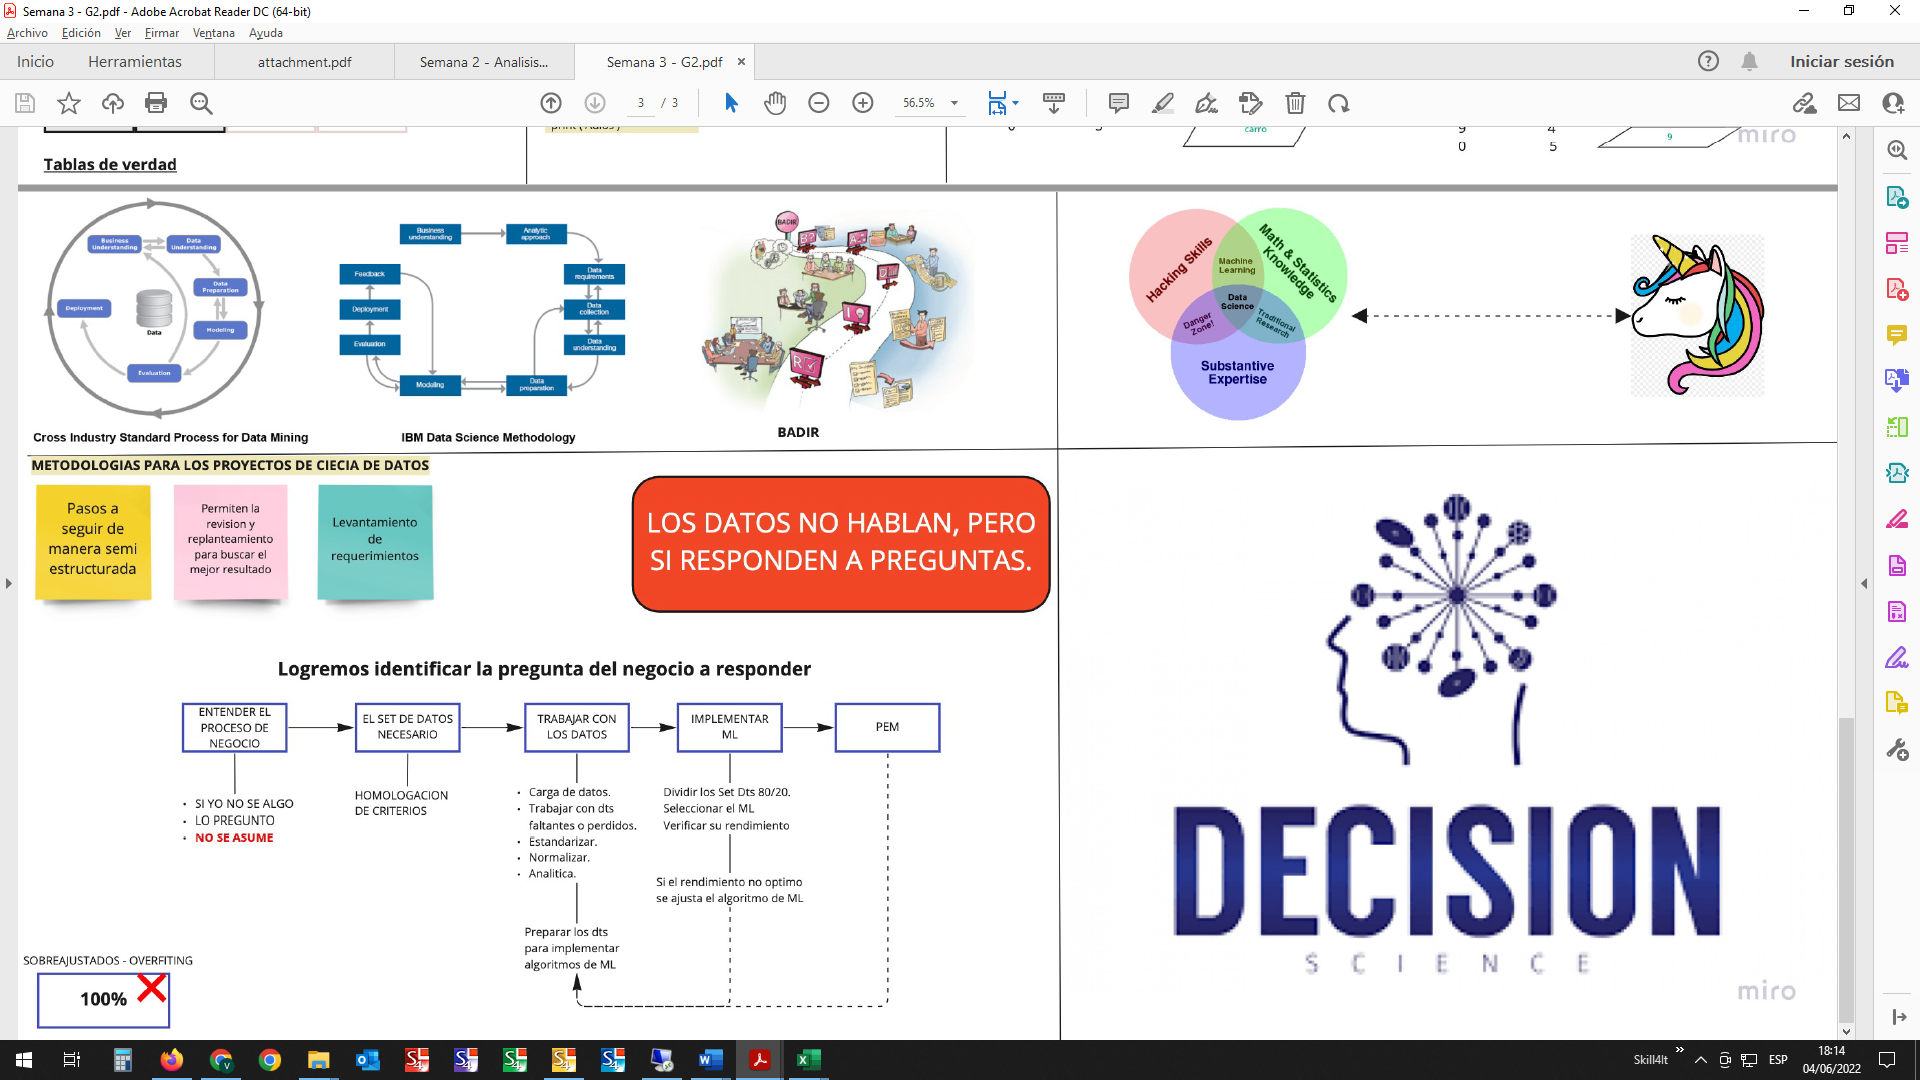 Semana 3 - G2.pdf - Adobe Acrobat Reader DC (64-bit)
Archivo Edición Ver Firmar Ventana Ayuda
Inicio Herramientas attachment.pdf Semana 2 - Analisis... Semana 3 - G2.pdf Iniciar sesión
3 / 3 56.5%
carro
9 4
9
0 5
miro
Tablas de verdad
Business Understanding
Data Understanding
Data Preparation
Modeling
Evaluation
Deployment
Data
Cross Industry Standard Process for Data Mining
Business understanding
Analytic approach
Data requirements
Data collection
Data understanding
Data preparation
Modeling
Evaluation
Deployment
Feedback
IBM Data Science Methodology
BADIR
BADIR
Hacking Skills
Math & Statistics Knowledge
Machine Learning
Data Science
Danger Zone!
Traditional Research
Substantive Expertise
METODOLOGIAS PARA LOS PROYECTOS DE CIECIA DE DATOS
Pasos a
seguir de
manera semi
estructurada
Permiten la
revision y
replanteamiento
para buscar el
mejor resultado
Levantamiento
de
requerimientos
LOS DATOS NO HABLAN, PERO
SI RESPONDEN A PREGUNTAS.
Logremos identificar la pregunta del negocio a responder
ENTENDER EL
PROCESO DE
NEGOCIO
EL SET DE DATOS
NECESARIO
TRABAJAR CON
LOS DATOS
IMPLEMENTAR
ML
PEM
• SI YO NO SE ALGO
• LO PREGUNTO
• NO SE ASUME
HOMOLOGACION
DE CRITERIOS
• Carga de datos.
• Trabajar con dts
faltantes o perdidos.
• Estandarizar.
• Normalizar.
• Analitica.
Dividir los Set Dts 80/20.
Seleccionar el ML
Verificar su rendimiento
Si el rendimiento no optimo
se ajusta el algoritmo de ML
Preparar los dts
para implementar
algoritmos de ML
SOBREAJUSTADOS - OVERFITING
100%
DECISION
SCIENCE
miro
Skill4It » ESP 18:14
04/06/2022